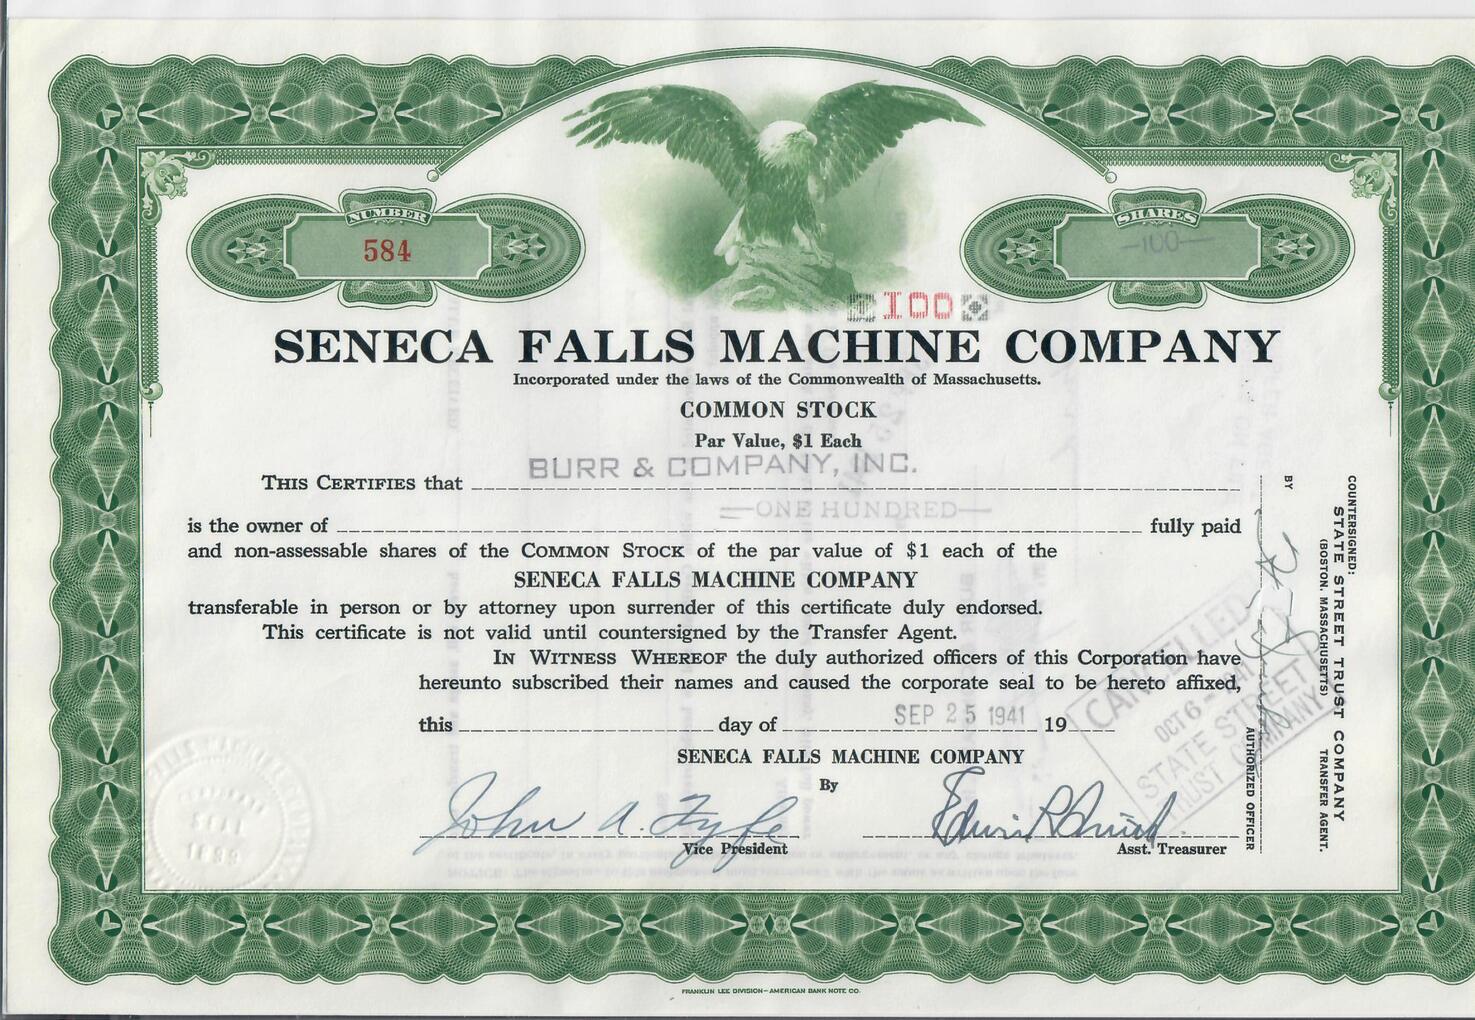 NUMBER
584
SHARES
—100—
100
SENECA FALLS MACHINE COMPANY
Incorporated under the laws of the Commonwealth of Massachusetts.
COMMON STOCK
Par Value, $1 Each
BURR & COMPANY, INC.
THIS CERTIFIES that
—ONE HUNDRED—
is the owner of fully paid
and non-assessable shares of the COMMON STOCK of the par value of $1 each of the
SENECA FALLS MACHINE COMPANY
transferable in person or by attorney upon surrender of this certificate duly endorsed.
This certificate is not valid until countersigned by the Transfer Agent.
IN WITNESS WHEREOF the duly authorized officers of this Corporation have
hereunto subscribed their names and caused the corporate seal to be hereto affixed,
this day of SEP 25 1941 19
SENECA FALLS MACHINE COMPANY
By
John A. Fyfe
Vice President
Edwin R. Smith
Asst. Treasurer
COUNTERSIGNED:
STATE STREET TRUST COMPANY
(BOSTON, MASSACHUSETTS) TRANSFER AGENT.
BY
AUTHORIZED OFFICER
CANCELLED
OCT 6 - 1941
STATE STREET
TRUST COMPANY
FRANKLIN LEE DIVISION—AMERICAN BANK NOTE CO.